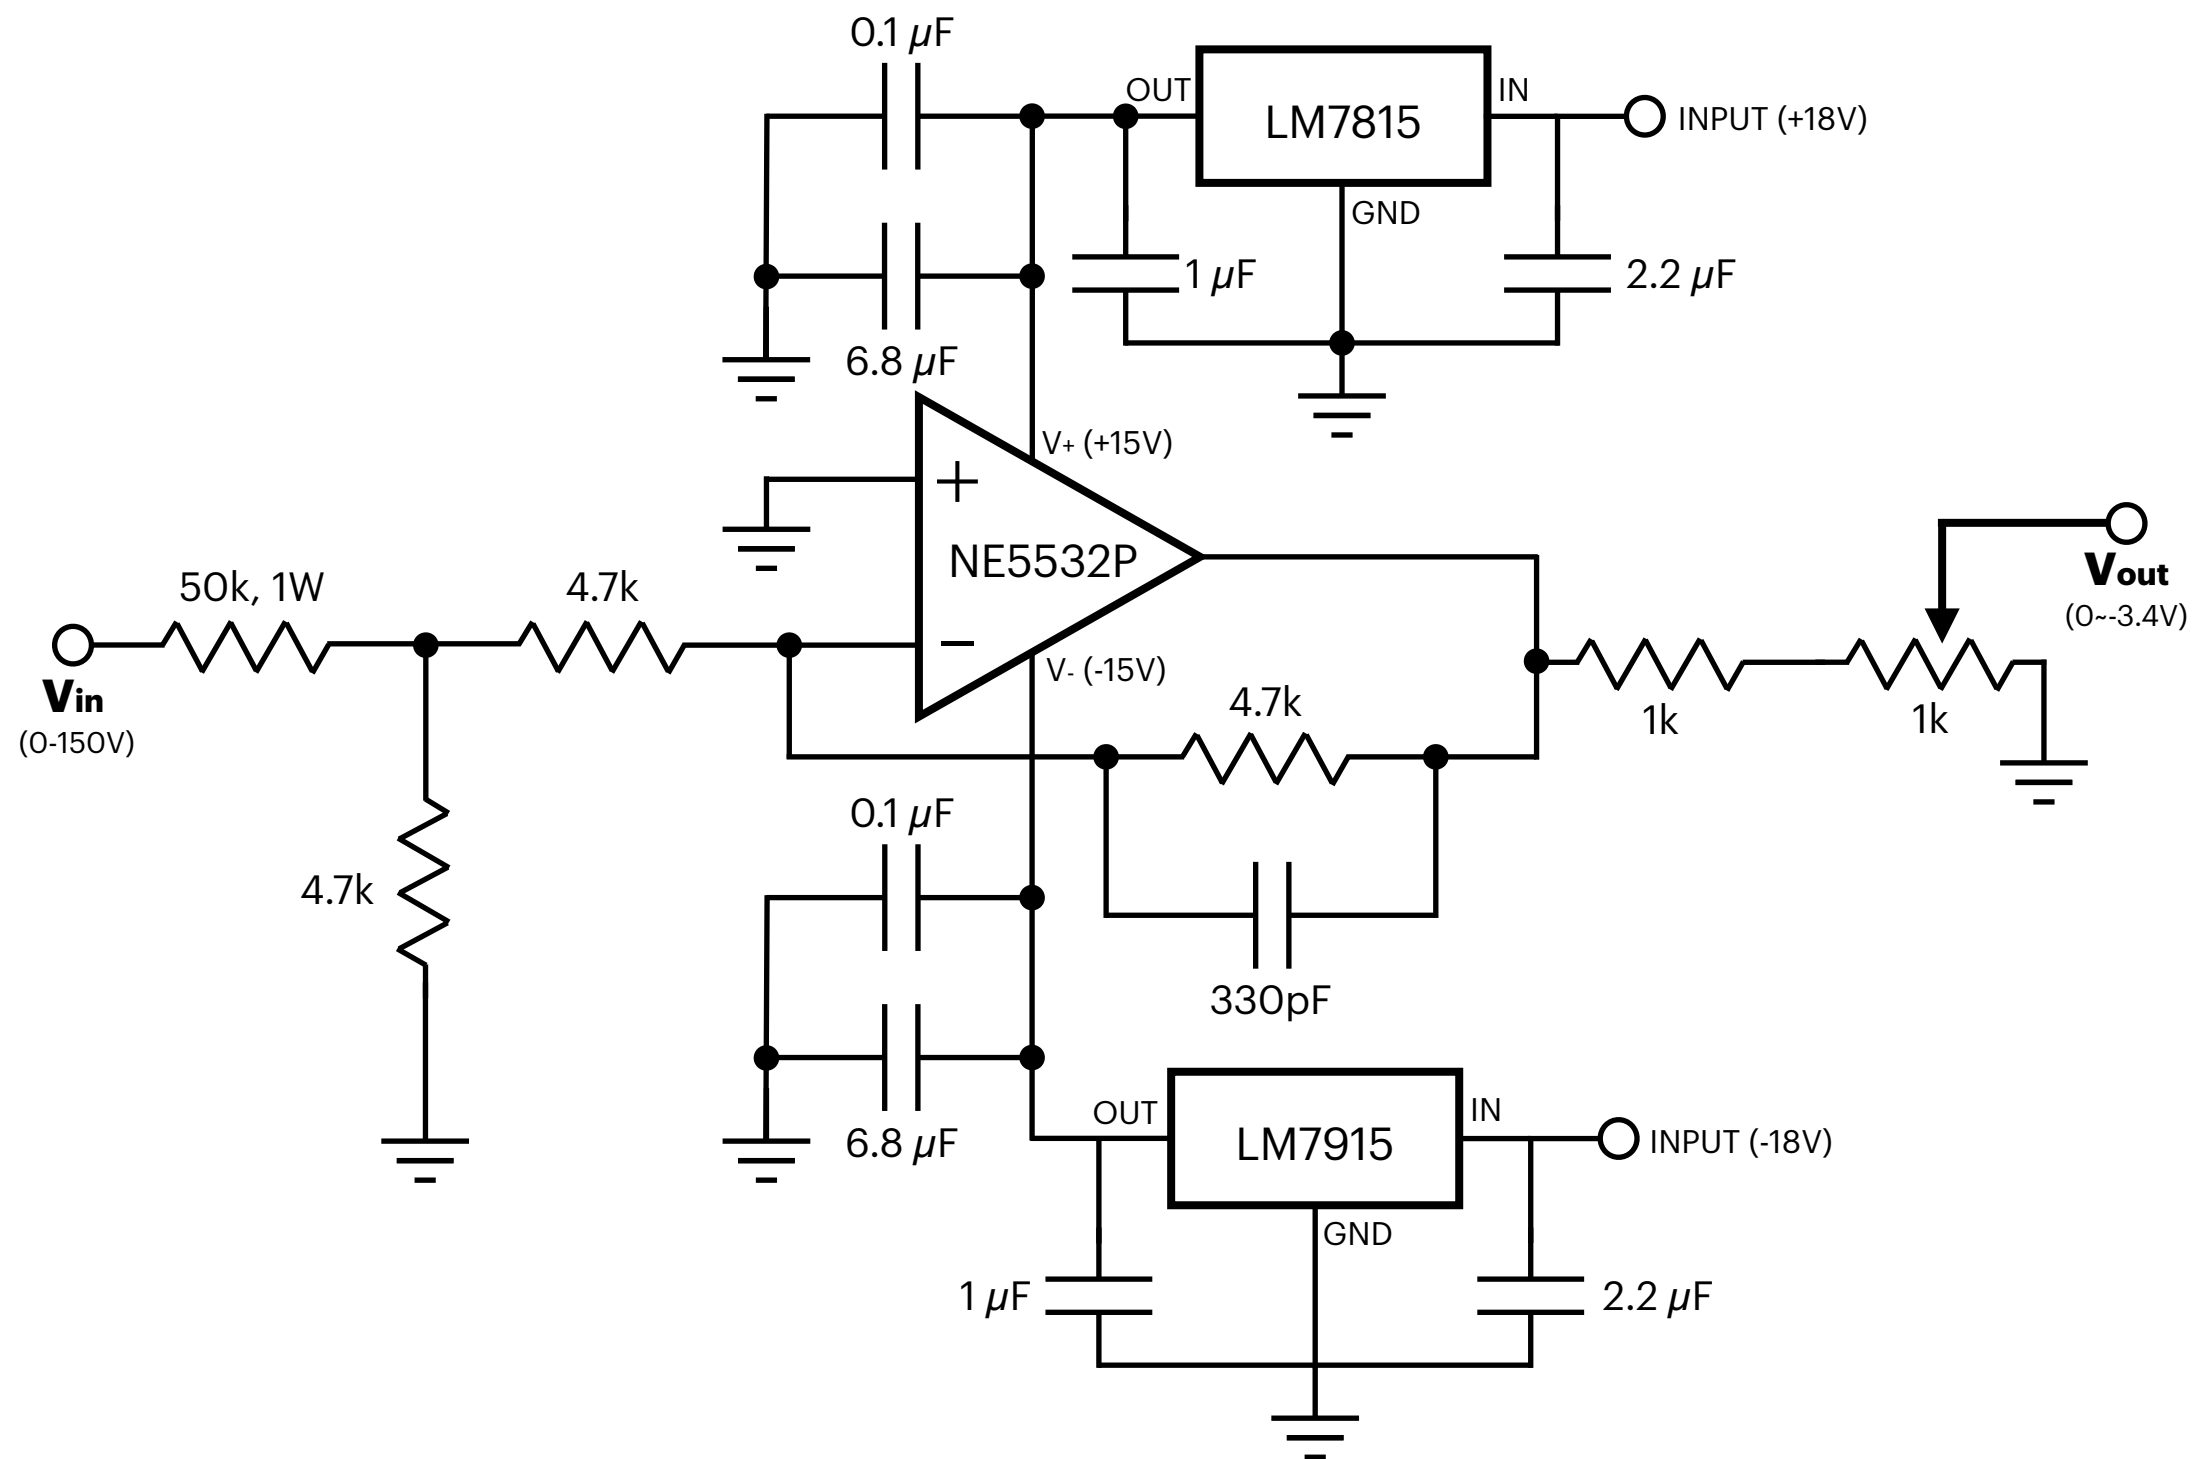 0.1 µF
OUT
LM7815
IN
INPUT (+18V)
GND
1 µF
2.2 µF
6.8 µF
V+ (+15V)
+
NE5532P
−
V- (-15V)
50k, 1W
4.7k
Vin
(0-150V)
4.7k
4.7k
1k
1k
Vout
(0~-3.4V)
0.1 µF
330pF
6.8 µF
OUT
LM7915
IN
INPUT (-18V)
GND
1 µF
2.2 µF